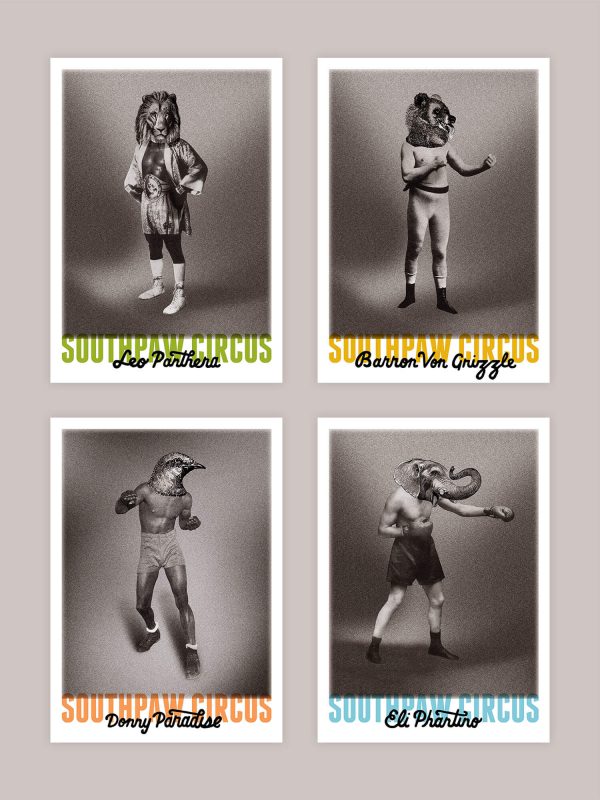 SOUTHPAW CIRCUS
Leo Panthera
SOUTHPAW CIRCUS
Barron Von Grizzle
SOUTHPAW CIRCUS
Donny Paradise
SOUTHPAW CIRCUS
Eli Phantino